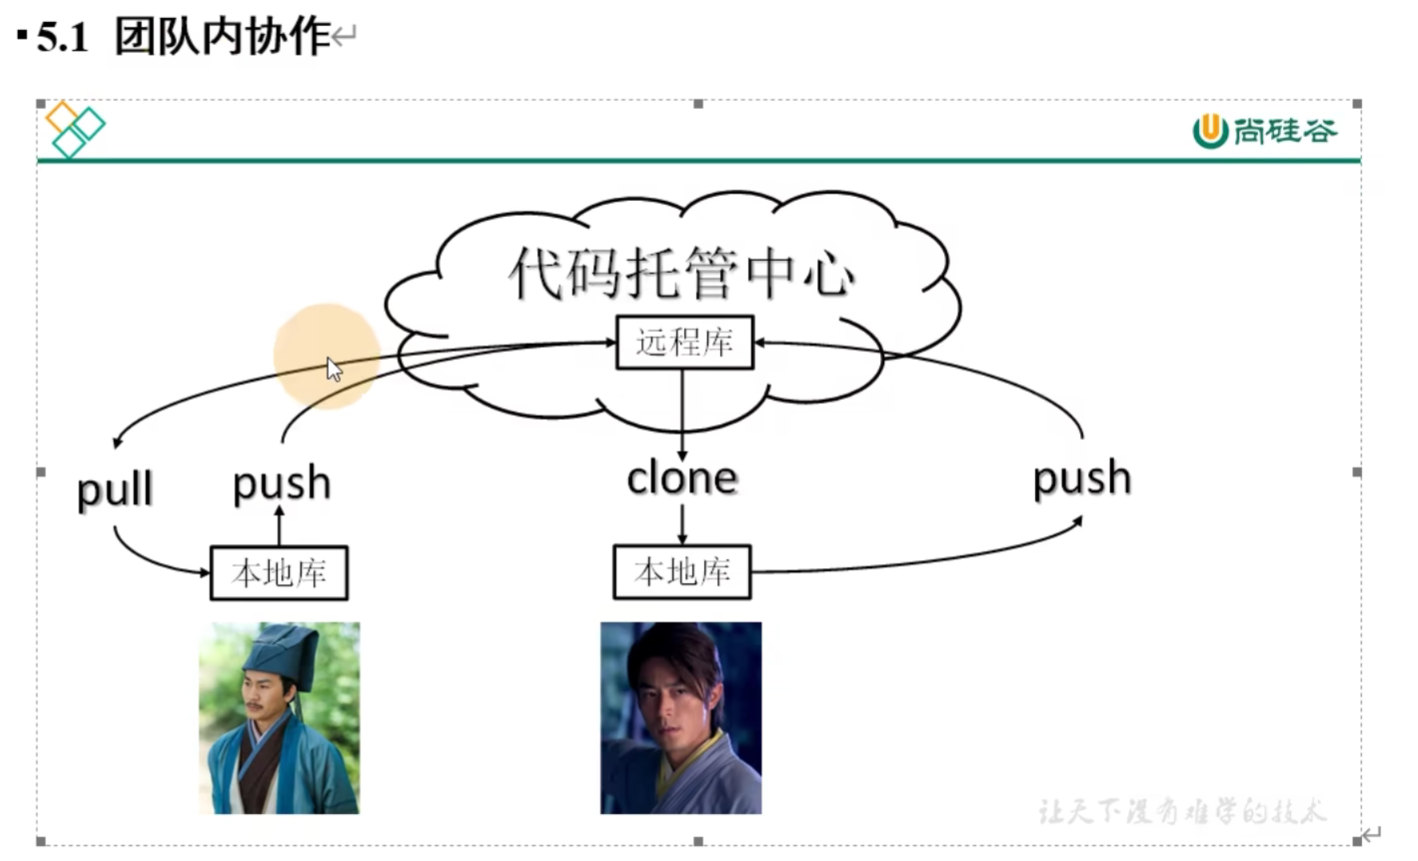 5.1 团队内协作
尚硅谷
代码托管中心
远程库
pull
push
clone
push
本地库
本地库
让天下没有难学的技术